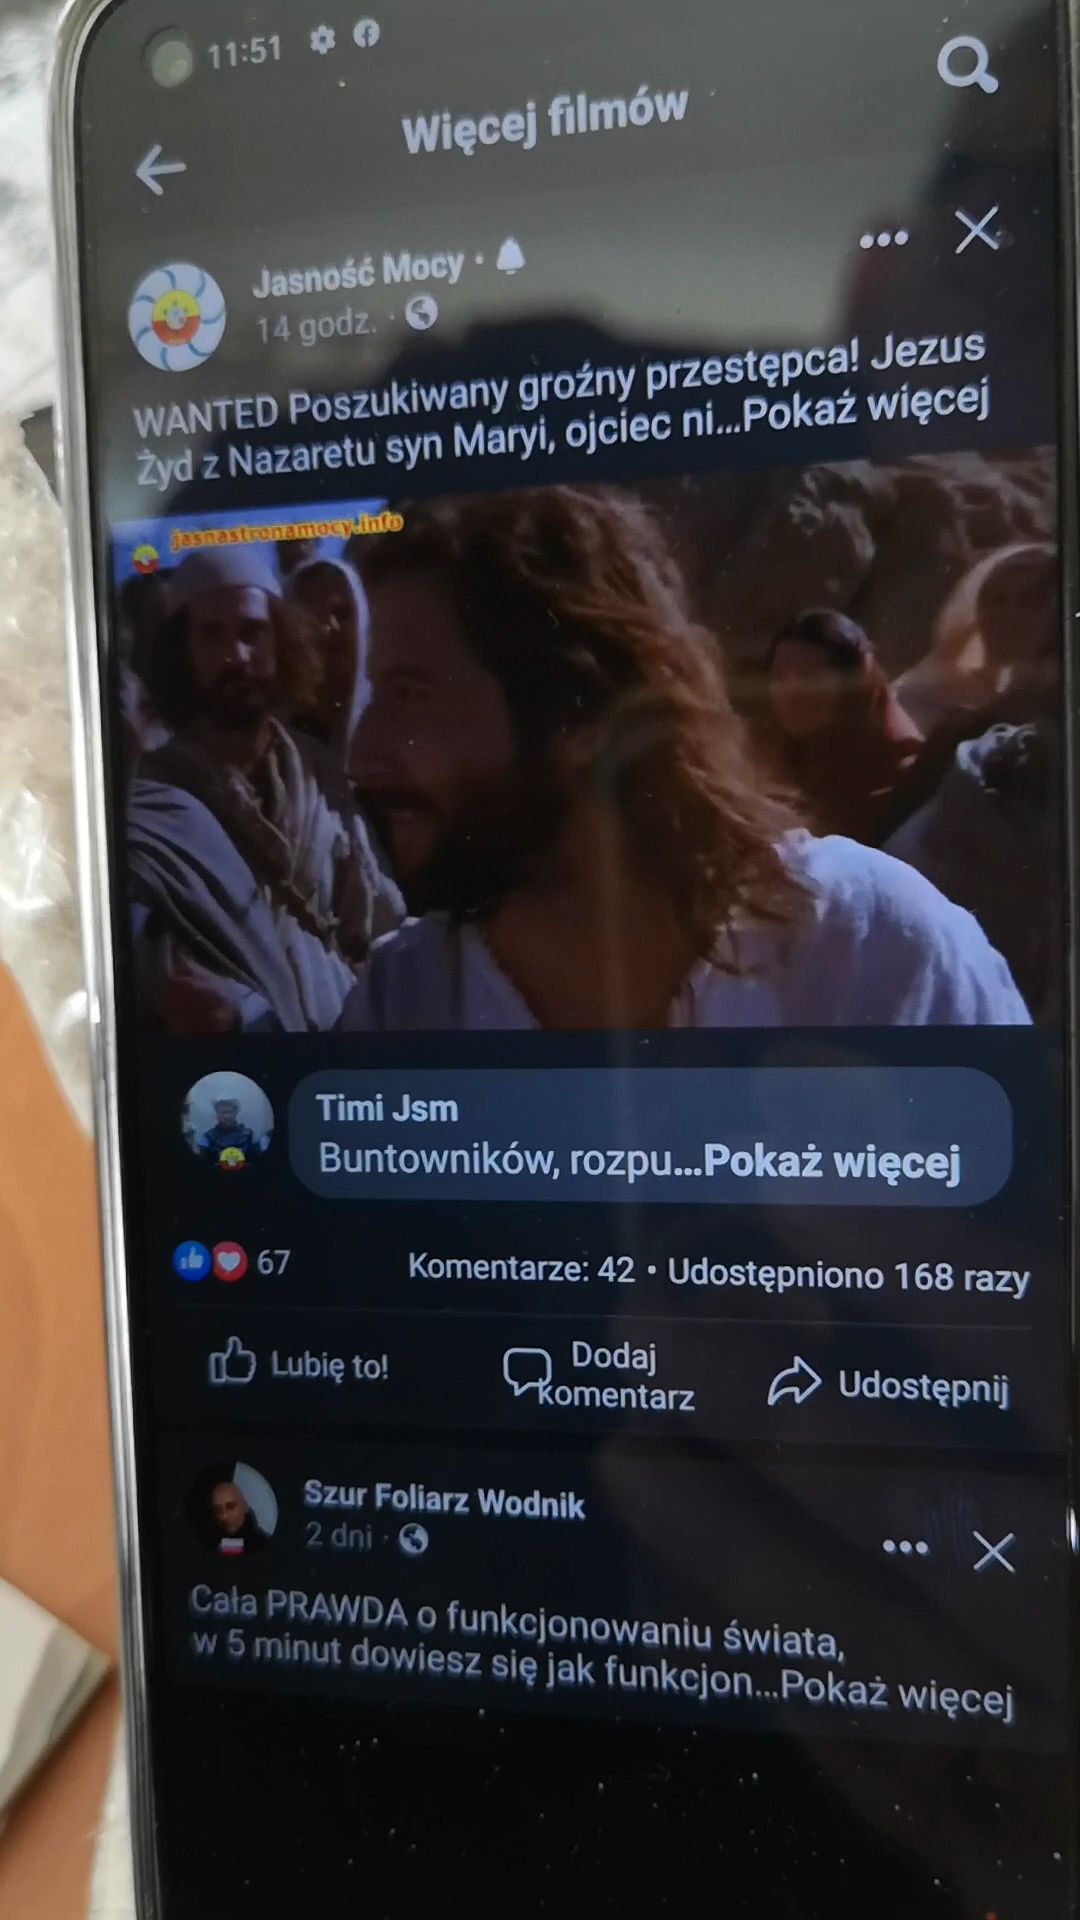 11:51
Więcej filmów
Jasność Mocy ·
14 godz. ·
WANTED Poszukiwany groźny przestępca! Jezus
Żyd z Nazaretu syn Maryi, ojciec ni...Pokaż więcej
jasnastronamocy.info
Timi Jsm
Buntowników, rozpu...Pokaż więcej
67 Komentarze: 42 • Udostępniono 168 razy
Lubię to!
Dodaj
komentarz
Udostępnij
Szur Foliarz Wodnik
2 dni ·
Cała PRAWDA o funkcjonowaniu świata,
w 5 minut dowiesz się jak funkcjon...Pokaż więcej